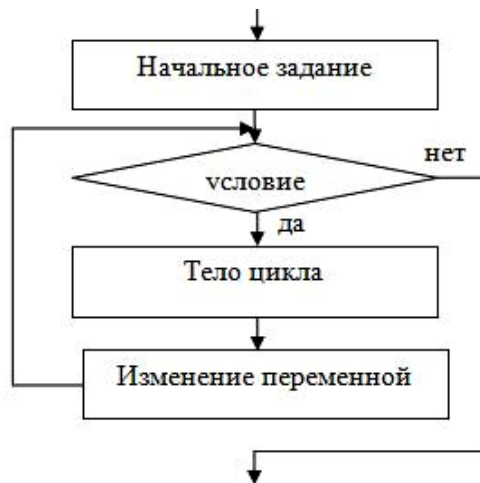 Начальное задание
нет
условие
да
Тело цикла
Изменение переменной